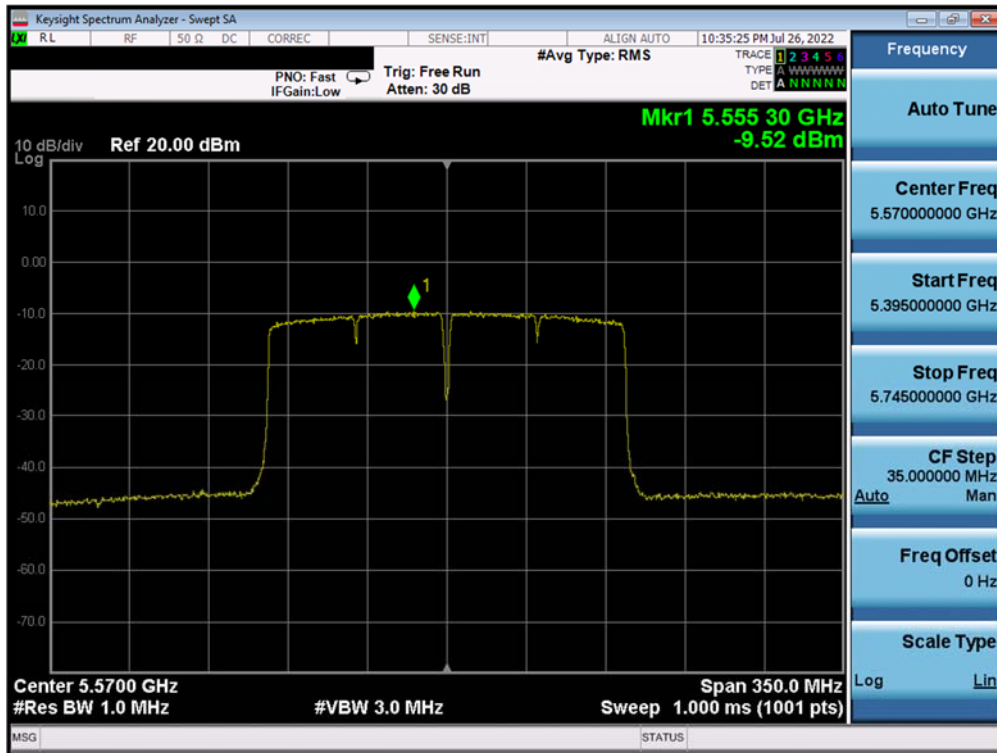 Keysight Spectrum Analyzer - Swept SA
LXI RL RF 50 Ω DC CORREC SENSE:INT ALIGN AUTO 10:35:25 PM Jul 26, 2022
#Avg Type: RMS
TRACE 1 2 3 4 5 6
PNO: Fast Trig: Free Run
TYPE A WWWWW
IFGain:Low Atten: 30 dB
DET A N N N N N
Mkr1 5.555 30 GHz
-9.52 dBm
10 dB/div Ref 20.00 dBm
Log
10.0
0.00
1
-10.0
-20.0
-30.0
-40.0
-50.0
-60.0
-70.0
Center 5.5700 GHz Span 350.0 MHz
#Res BW 1.0 MHz #VBW 3.0 MHz Sweep 1.000 ms (1001 pts)
MSG STATUS
Frequency
Auto Tune
Center Freq
5.570000000 GHz
Start Freq
5.395000000 GHz
Stop Freq
5.745000000 GHz
CF Step
35.000000 MHz
Auto Man
Freq Offset
0 Hz
Scale Type
Log Lin